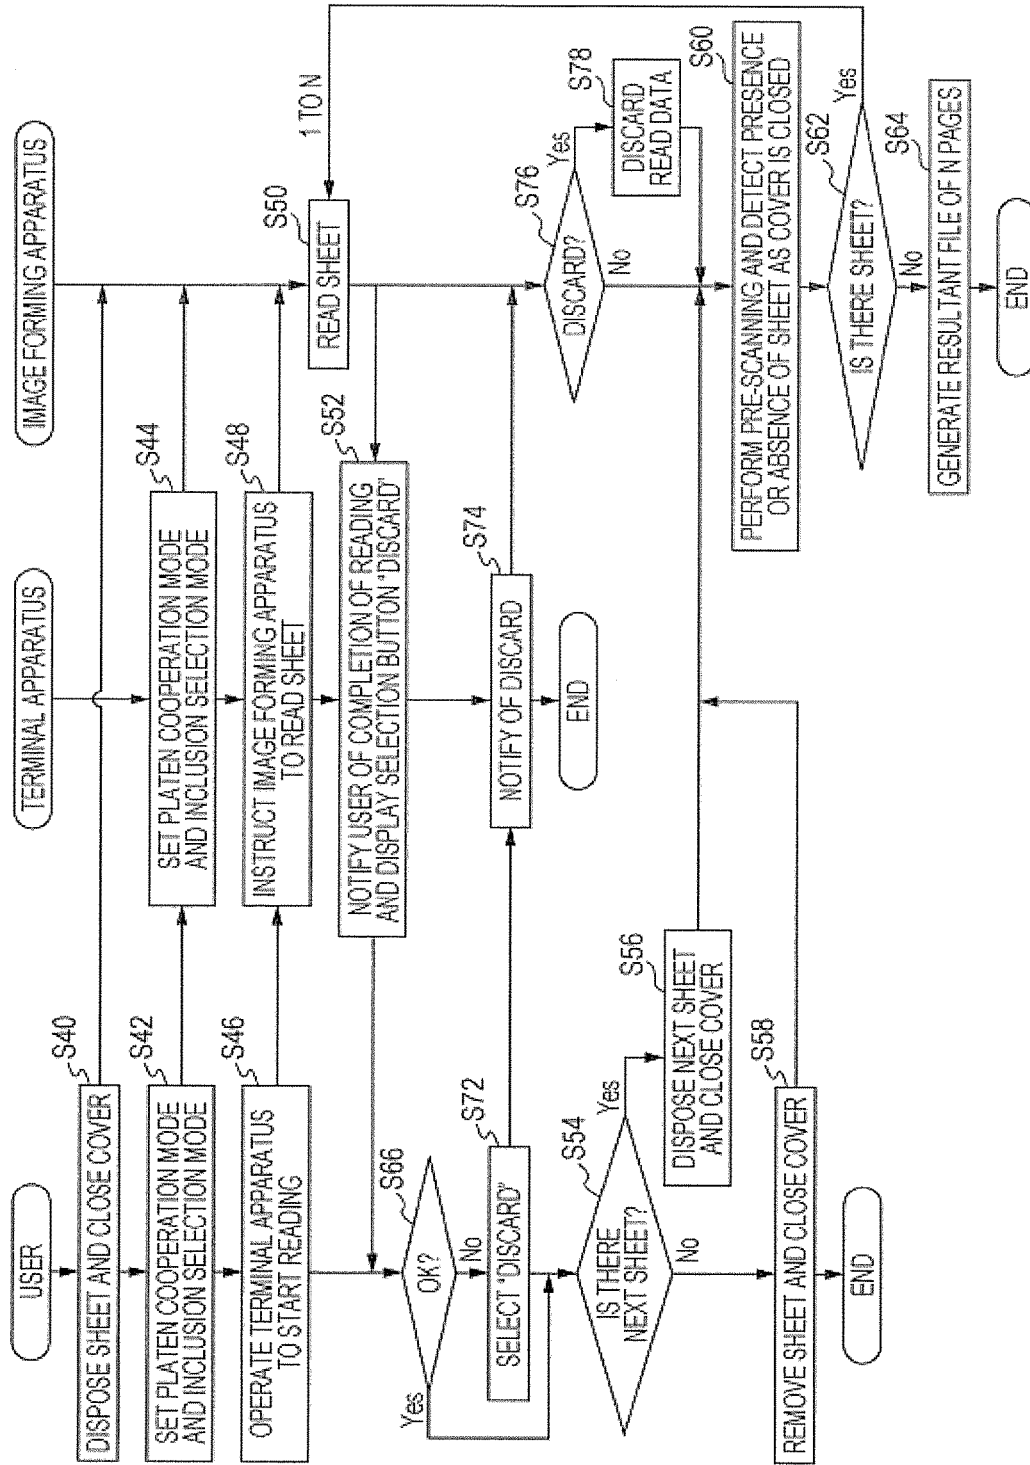 USER
DISPOSE SHEET AND CLOSE COVER
S40
SET PLATEN COOPERATION MODE
AND INCLUSION SELECTION MODE
S42
OPERATE TERMINAL APPARATUS
TO START READING
S46
OK?
S66
Yes
No
SELECT "DISCARD"
S72
IS THERE
NEXT SHEET?
S54
Yes
No
DISPOSE NEXT SHEET
AND CLOSE COVER
S56
REMOVE SHEET AND CLOSE COVER
S58
END
TERMINAL APPARATUS
SET PLATEN COOPERATION MODE
AND INCLUSION SELECTION MODE
S44
INSTRUCT IMAGE FORMING APPARATUS
TO READ SHEET
S48
NOTIFY USER OF COMPLETION OF READING
AND DISPLAY SELECTION BUTTON "DISCARD"
S52
NOTIFY OF DISCARD
S74
END
IMAGE FORMING APPARATUS
READ SHEET
S50
1 TO N
DISCARD?
S76
Yes
No
DISCARD
READ DATA
S78
PERFORM PRE-SCANNING AND DETECT PRESENCE
OR ABSENCE OF SHEET AS COVER IS CLOSED
S60
IS THERE SHEET?
S62
Yes
No
GENERATE RESULTANT FILE OF N PAGES
S64
END